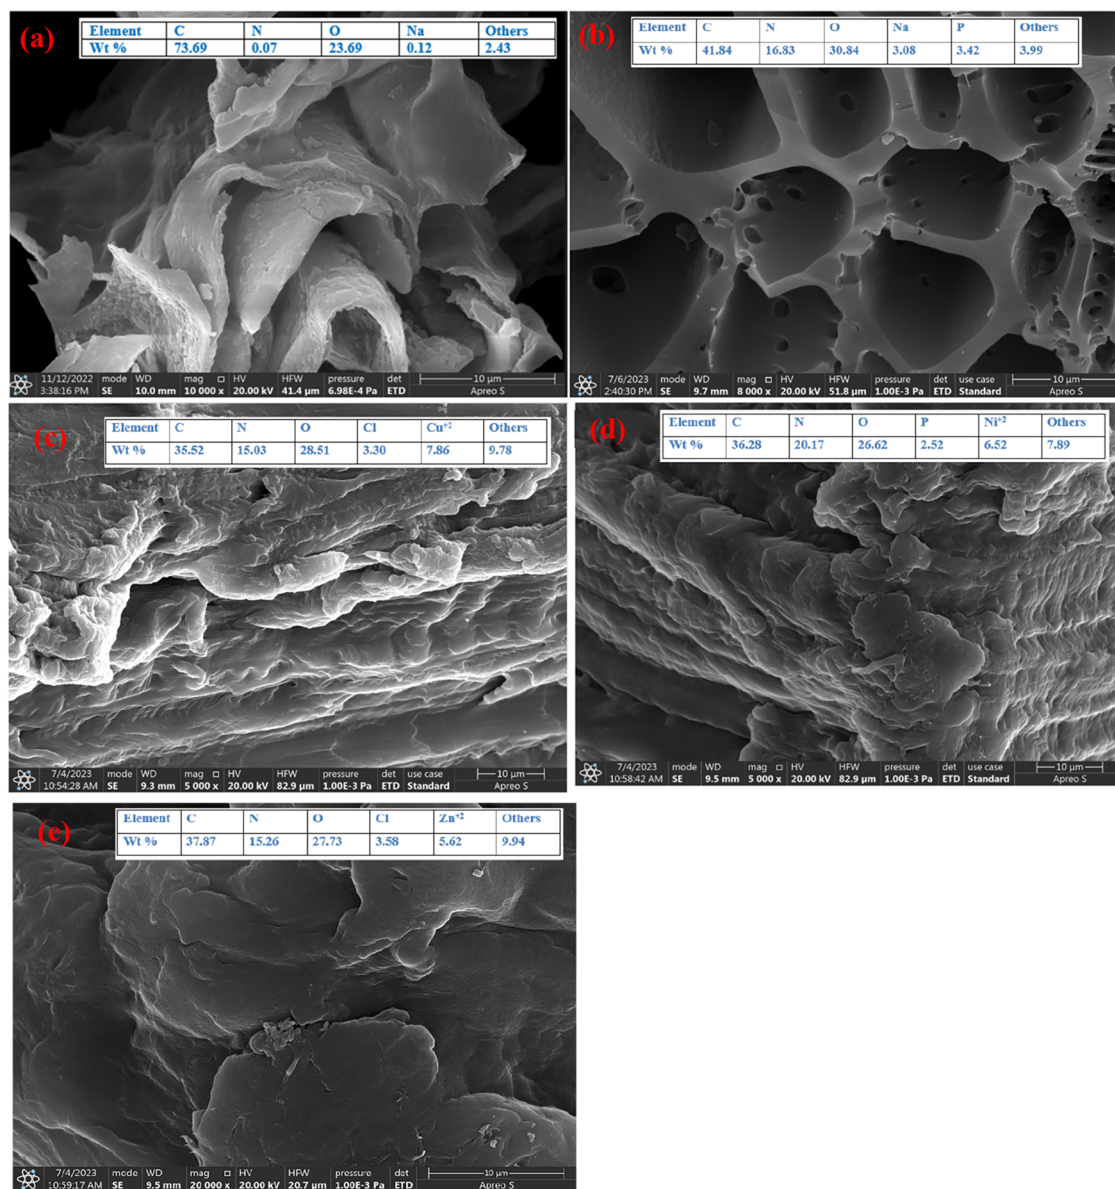 (a)
Element C N O Na Others
Wt % 73.69 0.07 23.69 0.12 2.43
11/12/2022 mode WD mag □ HV HFW pressure det 10 µm
3:38:16 PM SE 10.0 mm 10 000 x 20.00 kV 41.4 µm 6.98E-4 Pa ETD Apreo S
(b)
Element C N O Na P Others
Wt % 41.84 16.83 30.84 3.08 3.42 3.99
7/6/2023 mode WD mag □ HV HFW pressure det use case 10 µm
2:40:30 PM SE 9.7 mm 8 000 x 20.00 kV 51.8 µm 1.00E-3 Pa ETD Standard Apreo S
(c)
Element C N O Cl Cu+2 Others
Wt % 35.52 15.03 28.51 3.30 7.86 9.78
7/4/2023 mode WD mag □ HV HFW pressure det use case 10 µm
10:54:28 AM SE 9.3 mm 5 000 x 20.00 kV 82.9 µm 1.00E-3 Pa ETD Standard Apreo S
(d)
Element C N O P Ni+2 Others
Wt % 36.28 20.17 26.62 2.52 6.52 7.89
7/4/2023 mode WD mag □ HV HFW pressure det use case 10 µm
10:58:42 AM SE 9.5 mm 5 000 x 20.00 kV 82.9 µm 1.00E-3 Pa ETD Standard Apreo S
(e)
Element C N O Cl Zn+2 Others
Wt % 37.87 15.26 27.73 3.58 5.62 9.94
7/4/2023 mode WD mag □ HV HFW pressure det 10 µm
10:59:17 AM SE 9.5 mm 20 000 x 20.00 kV 20.7 µm 1.00E-3 Pa ETD Apreo S